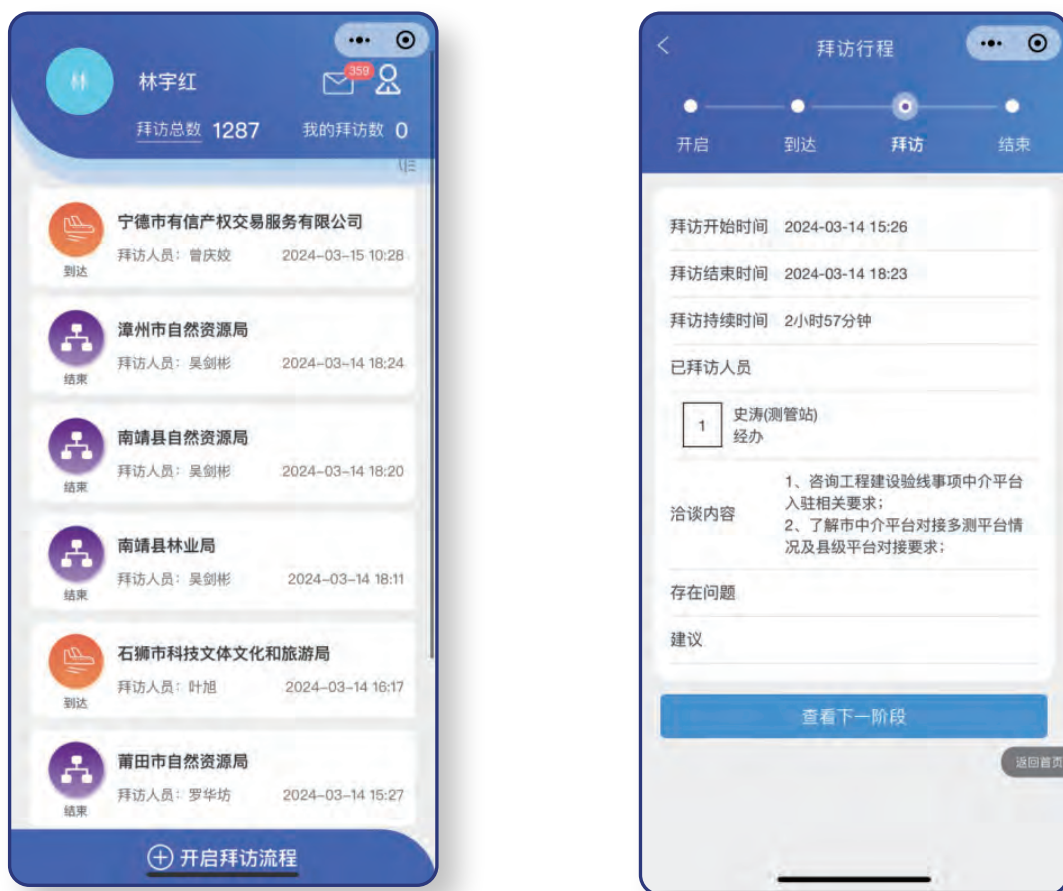 林
林宇红
359
拜访总数 1287 我的拜访数 0
宁德市有信产权交易服务有限公司
拜访人员：曾庆姣 2024-03-15 10:28
到达
漳州市自然资源局
拜访人员：吴剑彬 2024-03-14 18:24
结束
南靖县自然资源局
拜访人员：吴剑彬 2024-03-14 18:20
结束
南靖县林业局
拜访人员：吴剑彬 2024-03-14 18:11
结束
石狮市科技文体文化和旅游局
拜访人员：叶旭 2024-03-14 16:17
到达
莆田市自然资源局
拜访人员：罗华坊 2024-03-14 15:27
结束
开启拜访流程
拜访行程
开启 到达 拜访 结束
拜访开始时间 2024-03-14 15:26
拜访结束时间 2024-03-14 18:23
拜访持续时间 2小时57分钟
已拜访人员
1
史涛(测管站)
经办
洽谈内容
1、咨询工程建设验线事项中介平台
入驻相关要求；
2、了解市中介平台对接多测平台情
况及县级平台对接要求；
存在问题
建议
查看下一阶段
返回首页